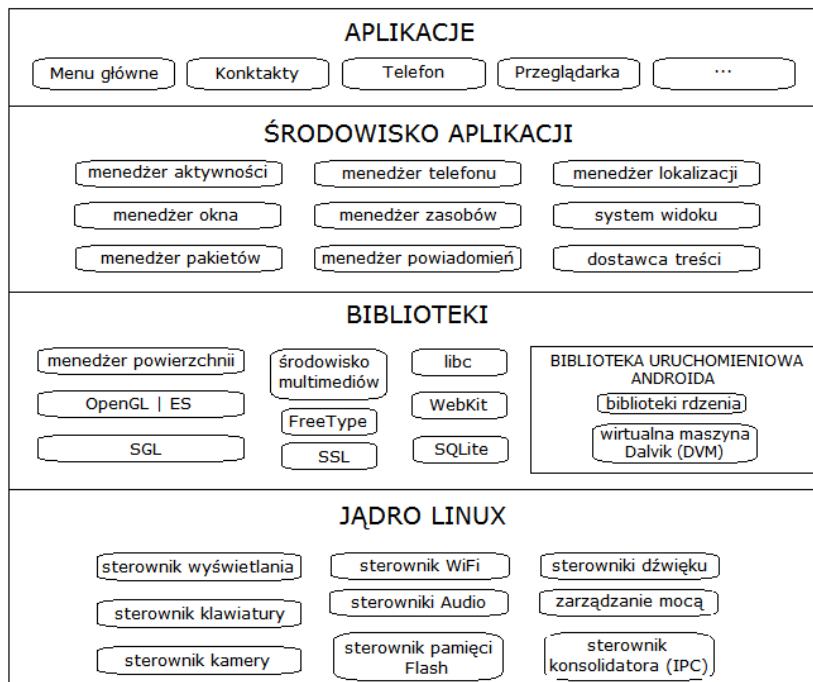 APLIKACJE
Menu główne
Konktakty
Telefon
Przeglądarka
...
ŚRODOWISKO APLIKACJI
menedżer aktywności
menedżer telefonu
menedżer lokalizacji
menedżer okna
menedżer zasobów
system widoku
menedżer pakietów
menedżer powiadomień
dostawca treści
BIBLIOTEKI
menedżer powierzchnii
OpenGL | ES
SGL
środowisko
multimediów
FreeType
SSL
libc
WebKit
SQLite
BIBLIOTEKA URUCHOMIENIOWA
ANDROIDA
biblioteki rdzenia
wirtualna maszyna
Dalvik (DVM)
JĄDRO LINUX
sterownik wyświetlania
sterownik WiFi
sterowniki dźwięku
sterownik klawiatury
sterowniki Audio
zarządzanie mocą
sterownik kamery
sterownik pamięci
Flash
sterownik
konsolidatora (IPC)